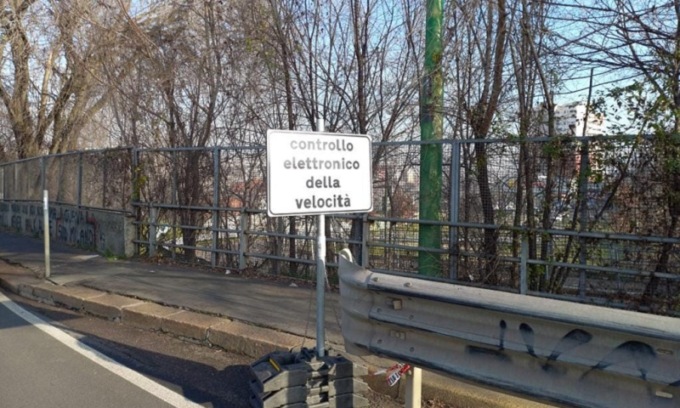 controllo
elettronico
della
velocità